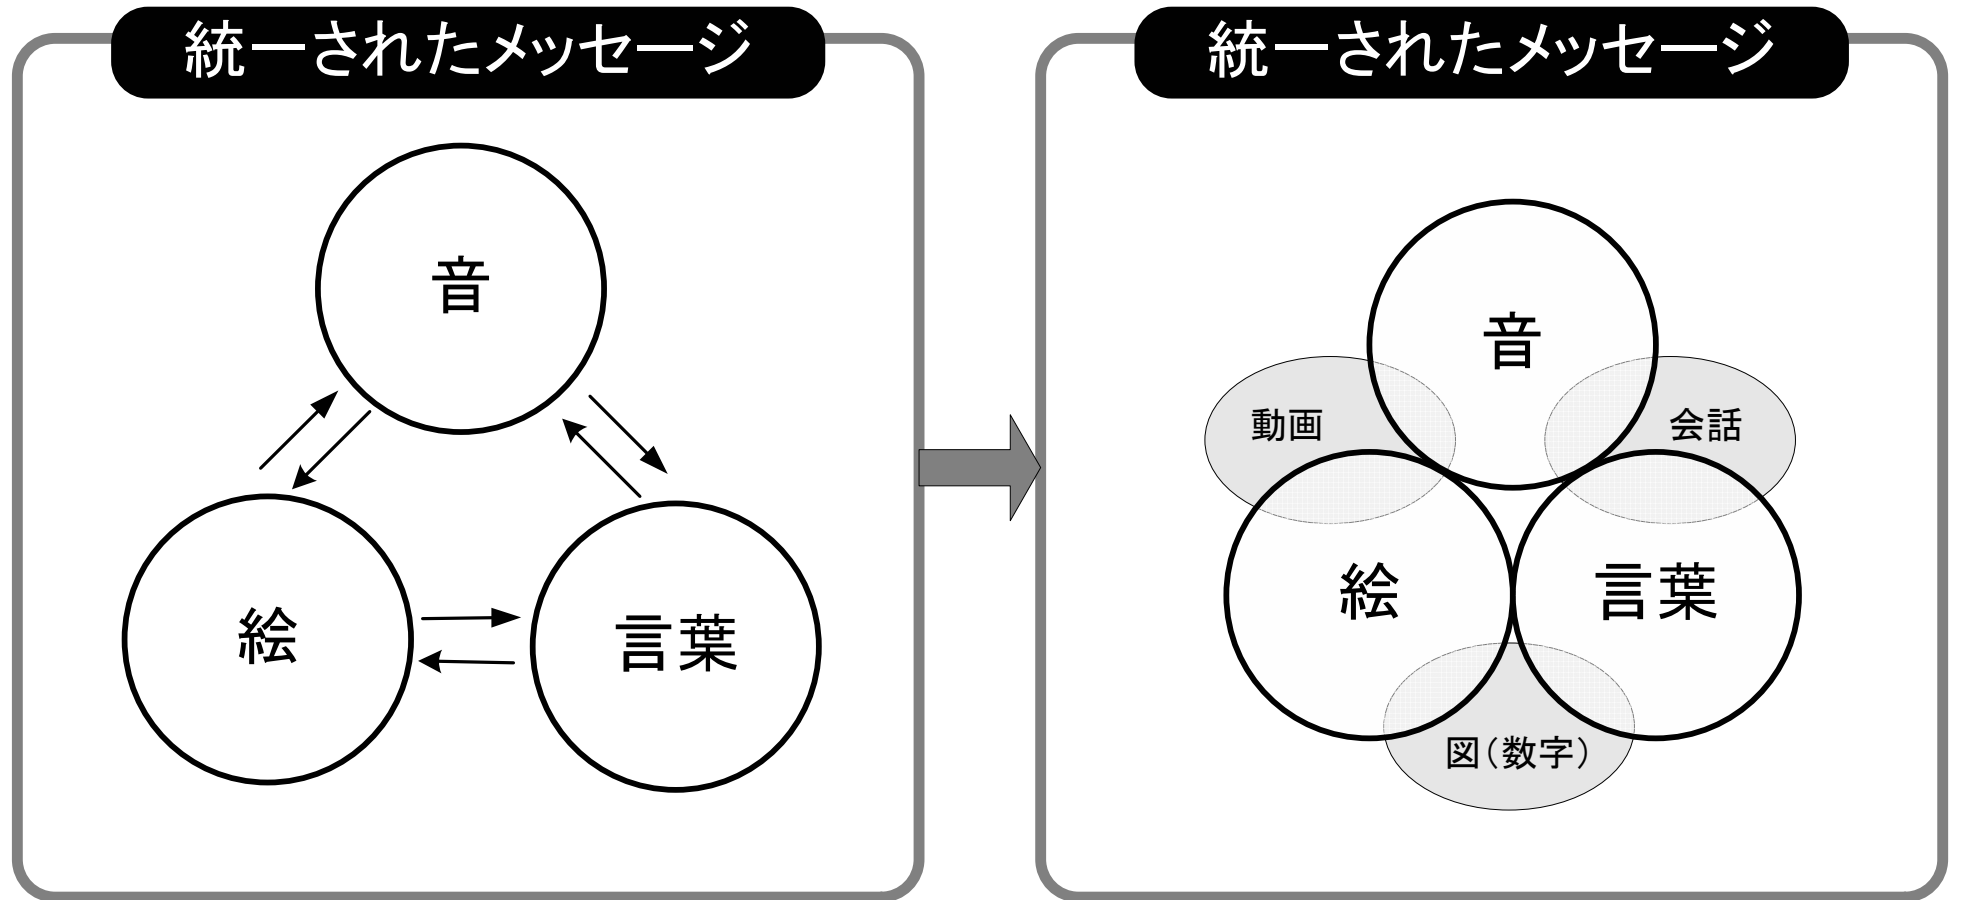 統一されたメッセージ
音
絵
言葉
統一されたメッセージ
音
動画
会話
絵
言葉
図（数字）